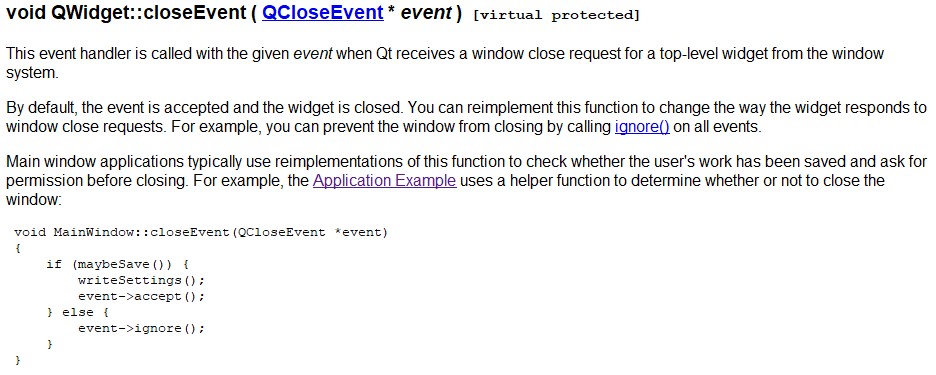 void QWidget::closeEvent ( QCloseEvent * event ) [virtual protected]
This event handler is called with the given event when Qt receives a window close request for a top-level widget from the window
system.
By default, the event is accepted and the widget is closed. You can reimplement this function to change the way the widget responds to
window close requests. For example, you can prevent the window from closing by calling ignore() on all events.
Main window applications typically use reimplementations of this function to check whether the user's work has been saved and ask for
permission before closing. For example, the Application Example uses a helper function to determine whether or not to close the
window:
void MainWindow::closeEvent(QCloseEvent *event)
{
    if (maybeSave()) {
        writeSettings();
        event->accept();
    } else {
        event->ignore();
    }
}